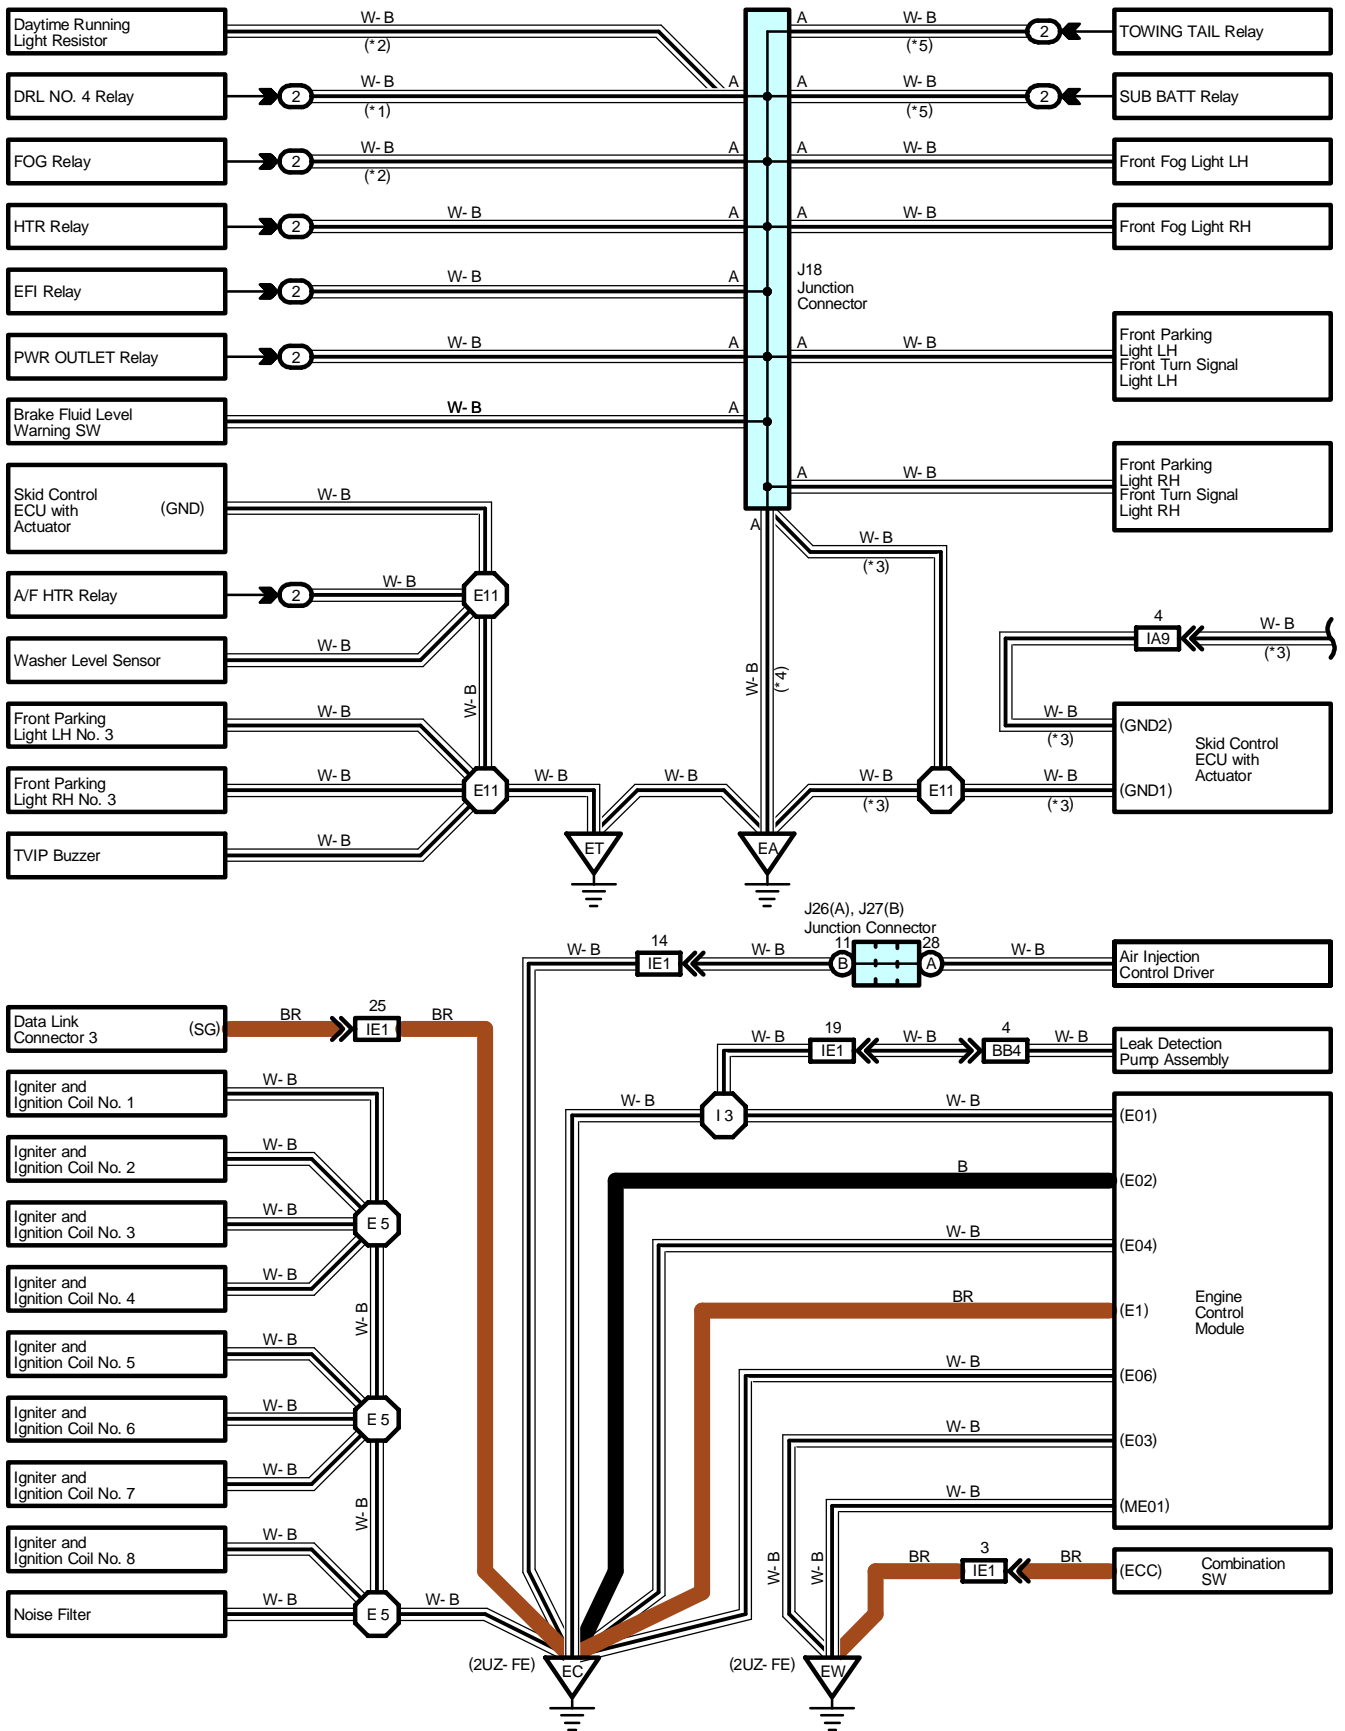 Daytime Running
Light Resistor
W- B
(*2)
A
W- B
(*5)
2
TOWING TAIL Relay
DRL NO. 4 Relay
2
W- B
(*1)
A
A
W- B
(*5)
2
SUB BATT Relay
FOG Relay
2
W- B
(*2)
A
A
W- B
Front Fog Light LH
HTR Relay
2
W- B
A
A
W- B
Front Fog Light RH
EFI Relay
2
W- B
A
J18
Junction
Connector
PWR OUTLET Relay
2
W- B
A
A
W- B
Front Parking
Light LH
Front Turn Signal
Light LH
Brake Fluid Level
Warning SW
W- B
A
A
W- B
Front Parking
Light RH
Front Turn Signal
Light RH
Skid Control
ECU with
Actuator
(GND)
W- B
A
W- B
(*3)
A/F HTR Relay
2
W- B
E11
Washer Level Sensor
W- B
W- B
W- B
(*4)
4
IA9
W- B
(*3)
Front Parking
Light LH No. 3
W- B
W- B
(*3)
(GND2)
Skid Control
ECU with
Actuator
Front Parking
Light RH No. 3
W- B
E11
W- B
W- B
W- B
(*3)
E11
W- B
(*3)
(GND1)
TVIP Buzzer
W- B
ET
EA
J26(A), J27(B)
Junction Connector
W- B
14
IE1
W- B
11
B
28
A
W- B
Air Injection
Control Driver
Data Link
Connector 3
(SG)
BR
25
IE1
BR
W- B
19
IE1
W- B
4
BB4
W- B
Leak Detection
Pump Assembly
Igniter and
Ignition Coil No. 1
W- B
W- B
I 3
W- B
(E01)
Igniter and
Ignition Coil No. 2
W- B
B
(E02)
Igniter and
Ignition Coil No. 3
W- B
E 5
W- B
(E04)
Igniter and
Ignition Coil No. 4
W- B
W- B
BR
(E1)
Engine
Control
Module
Igniter and
Ignition Coil No. 5
W- B
W- B
(E06)
Igniter and
Ignition Coil No. 6
W- B
E 5
W- B
(E03)
Igniter and
Ignition Coil No. 7
W- B
W- B
W- B
(ME01)
Igniter and
Ignition Coil No. 8
W- B
W- B
W- B
BR
3
IE1
BR
(ECC)
Combination
SW
Noise Filter
W- B
E 5
W- B
(2UZ- FE)
EC
(2UZ- FE)
EW